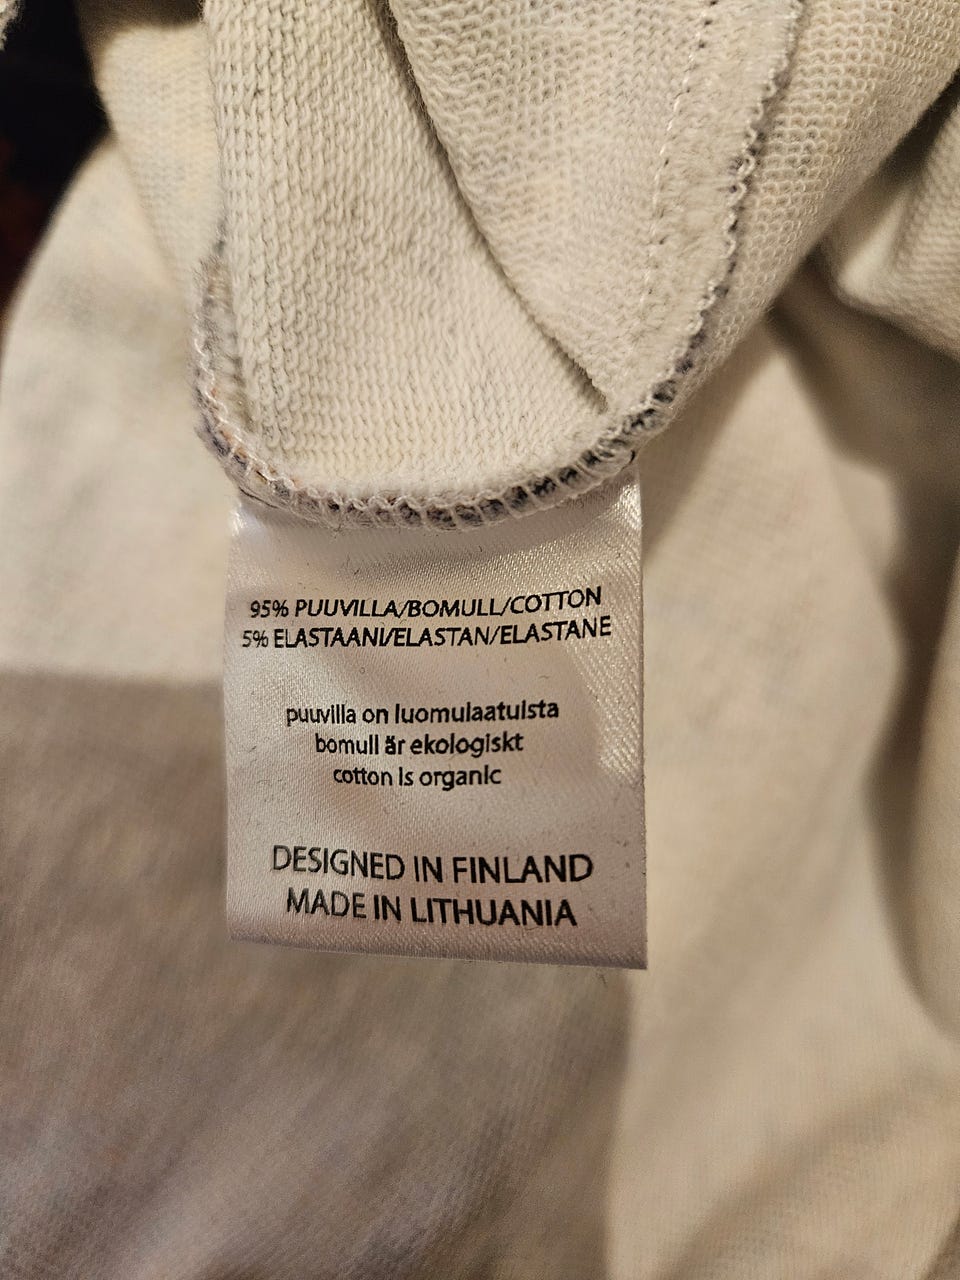 95% PUUVILLA/BOMULL/COTTON
5% ELASTAANI/ELASTAN/ELASTANE
puuvilla on luomulaatuista
bomull är ekologiskt
cotton is organic
DESIGNED IN FINLAND
MADE IN LITHUANIA